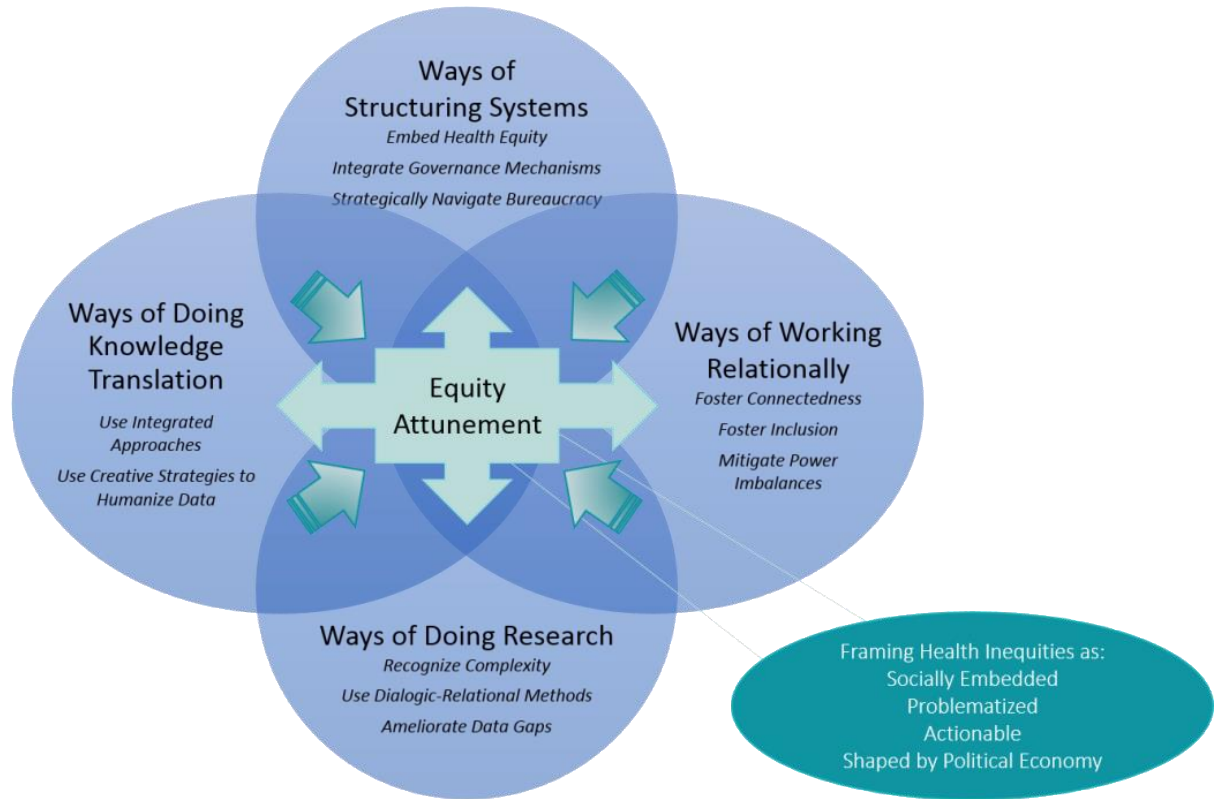 Ways of
Structuring Systems
Embed Health Equity
Integrate Governance Mechanisms
Strategically Navigate Bureaucracy
Ways of Doing
Knowledge
Translation
Use Integrated
Approaches
Use Creative Strategies to
Humanize Data
Equity
Attunement
Ways of Working
Relationally
Foster Connectedness
Foster Inclusion
Mitigate Power
Imbalances
Ways of Doing Research
Recognize Complexity
Use Dialogic-Relational Methods
Ameliorate Data Gaps
Framing Health Inequities as:
Socially Embedded
Problematized
Actionable
Shaped by Political Economy